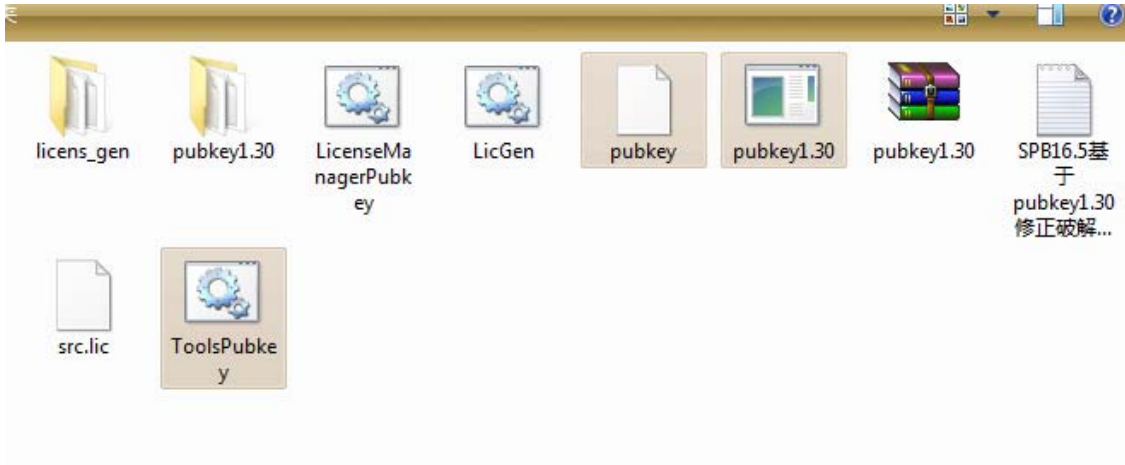 licens_gen
pubkey1.30
LicenseMa
nagerPubk
ey
LicGen
pubkey
pubkey1.30
pubkey1.30
SPB16.5基
于
pubkey1.30
修正破解...
src.lic
ToolsPubke
y